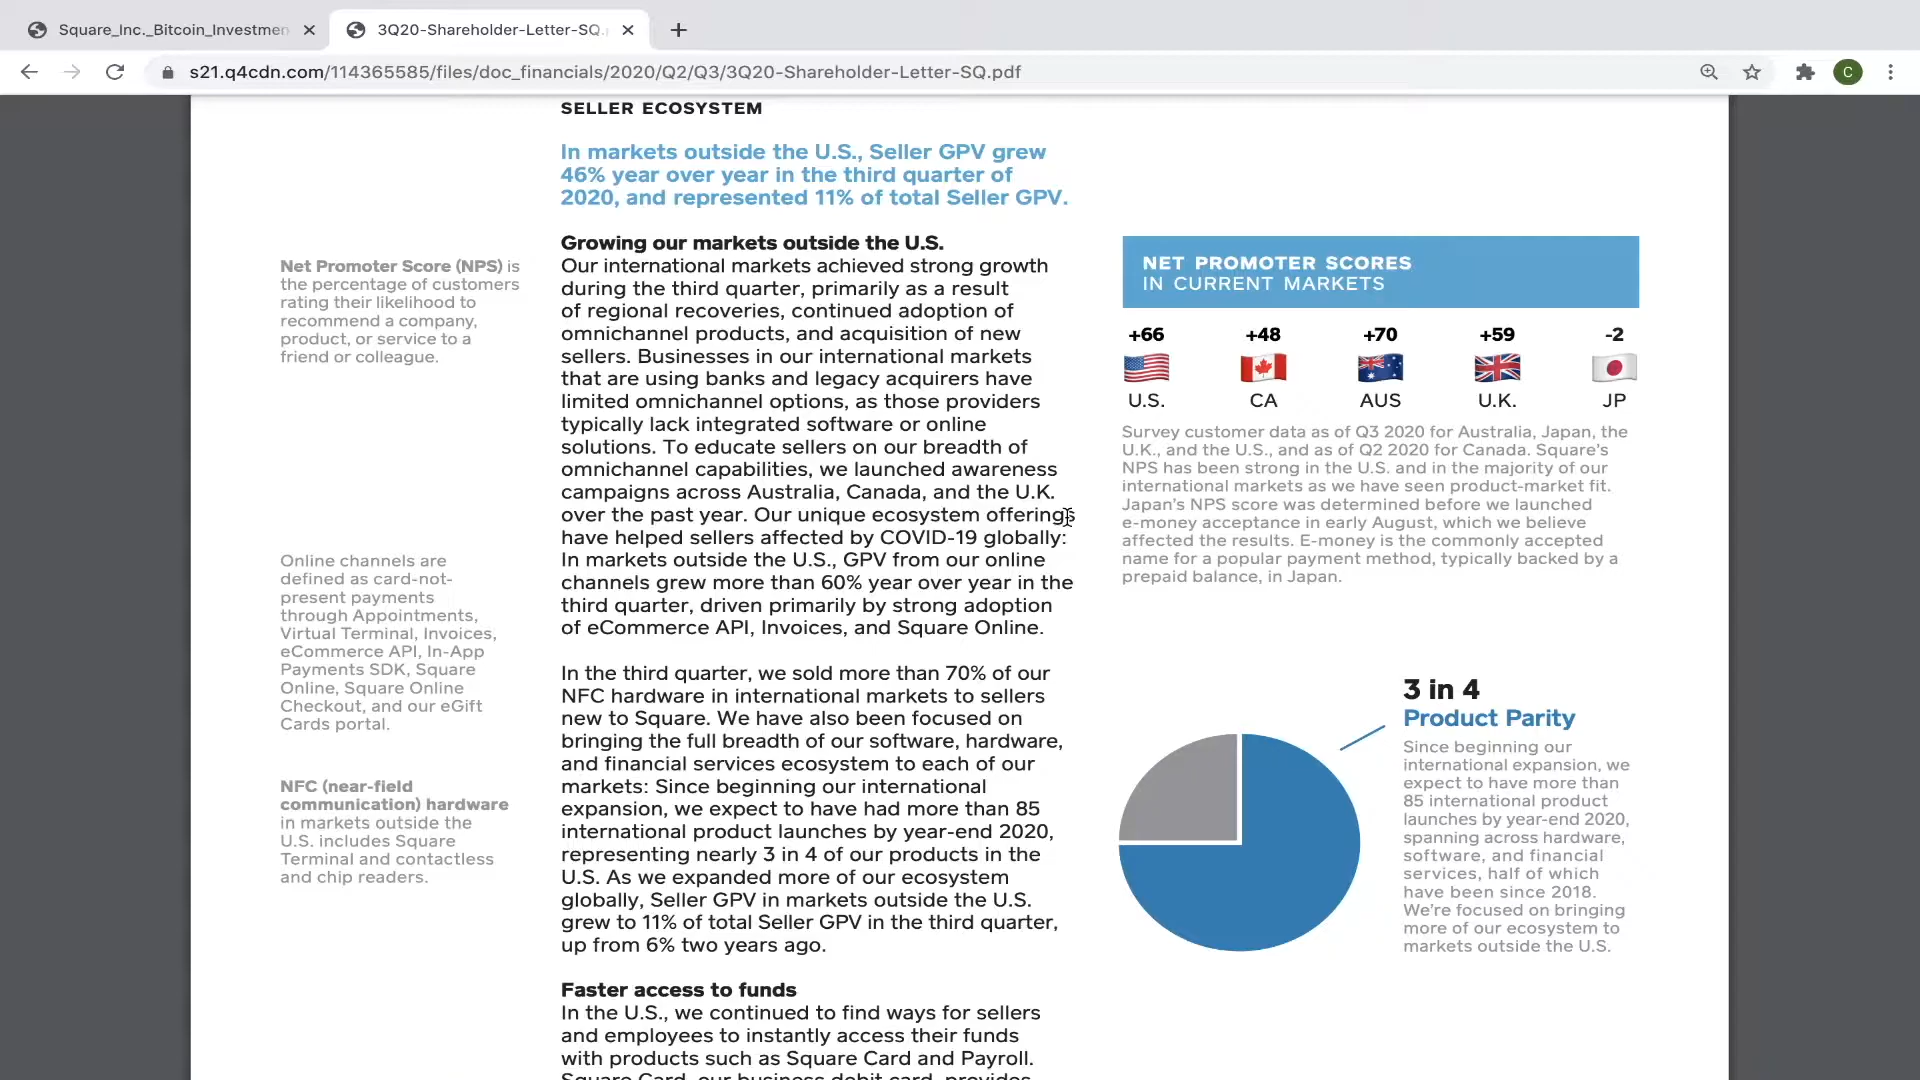 Square_Inc._Bitcoin_Investmen
3Q20-Shareholder-Letter-SQ.
s21.q4cdn.com/114365585/files/doc_financials/2020/Q2/Q3/3Q20-Shareholder-Letter-SQ.pdf
C
SELLER ECOSYSTEM
In markets outside the U.S., Seller GPV grew
46% year over year in the third quarter of
2020, and represented 11% of total Seller GPV.
Net Promoter Score (NPS) is
the percentage of customers
rating their likelihood to
recommend a company,
product, or service to a
friend or colleague.
Online channels are
defined as card-not-
present payments
through Appointments,
Virtual Terminal, Invoices,
eCommerce API, In-App
Payments SDK, Square
Online, Square Online
Checkout, and our eGift
Cards portal.
NFC (near-field
communication) hardware
in markets outside the
U.S. includes Square
Terminal and contactless
and chip readers.
Growing our markets outside the U.S.
Our international markets achieved strong growth
during the third quarter, primarily as a result
of regional recoveries, continued adoption of
omnichannel products, and acquisition of new
sellers. Businesses in our international markets
that are using banks and legacy acquirers have
limited omnichannel options, as those providers
typically lack integrated software or online
solutions. To educate sellers on our breadth of
omnichannel capabilities, we launched awareness
campaigns across Australia, Canada, and the U.K.
over the past year. Our unique ecosystem offerings
have helped sellers affected by COVID-19 globally:
In markets outside the U.S., GPV from our online
channels grew more than 60% year over year in the
third quarter, driven primarily by strong adoption
of eCommerce API, Invoices, and Square Online.
In the third quarter, we sold more than 70% of our
NFC hardware in international markets to sellers
new to Square. We have also been focused on
bringing the full breadth of our software, hardware,
and financial services ecosystem to each of our
markets: Since beginning our international
expansion, we expect to have had more than 85
international product launches by year-end 2020,
representing nearly 3 in 4 of our products in the
U.S. As we expanded more of our ecosystem
globally, Seller GPV in markets outside the U.S.
grew to 11% of total Seller GPV in the third quarter,
up from 6% two years ago.
Faster access to funds
In the U.S., we continued to find ways for sellers
and employees to instantly access their funds
with products such as Square Card and Payroll.
Square Card, our business debit card, provides
NET PROMOTER SCORES
IN CURRENT MARKETS
+66 +48 +70 +59 -2
U.S. CA AUS U.K. JP
Survey customer data as of Q3 2020 for Australia, Japan, the
U.K., and the U.S., and as of Q2 2020 for Canada. Square's
NPS has been strong in the U.S. and in the majority of our
international markets as we have seen product-market fit.
Japan's NPS score was determined before we launched
e-money acceptance in early August, which we believe
affected the results. E-money is the commonly accepted
name for a popular payment method, typically backed by a
prepaid balance, in Japan.
3 in 4
Product Parity
Since beginning our
international expansion, we
expect to have more than
85 international product
launches by year-end 2020,
spanning across hardware,
software, and financial
services, half of which
have been since 2018.
We're focused on bringing
more of our ecosystem to
markets outside the U.S.